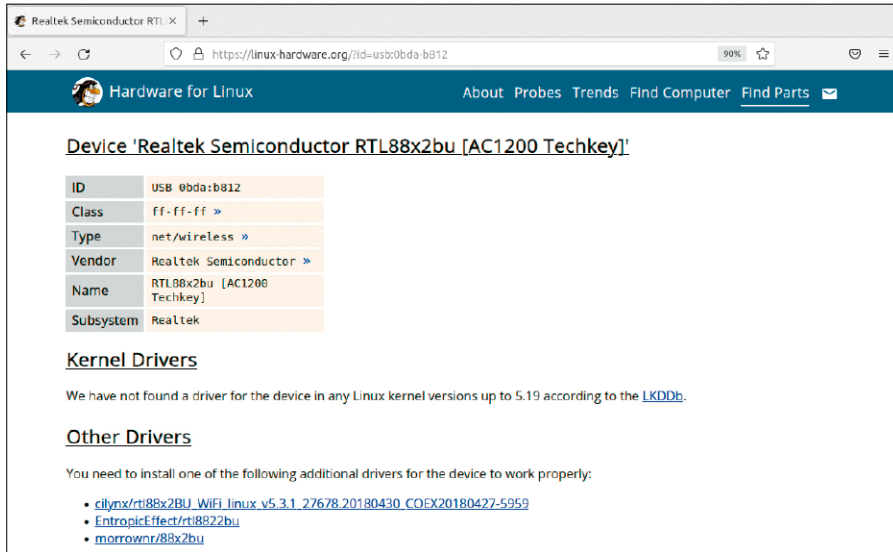 Realtek Semiconductor RTL
https://linux-hardware.org/?id=usb:0bda-b812
90%
Hardware for Linux
About Probes Trends Find Computer Find Parts
Device 'Realtek Semiconductor RTL88x2bu [AC1200 Techkey]'
ID USB 0bda:b812
Class ff-ff-ff »
Type net/wireless »
Vendor Realtek Semiconductor »
Name RTL88x2bu [AC1200
Techkey]
Subsystem Realtek
Kernel Drivers
We have not found a driver for the device in any Linux kernel versions up to 5.19 according to the LKDDb.
Other Drivers
You need to install one of the following additional drivers for the device to work properly:
• cilynx/rtl88x2BU_WiFi_linux_v5.3.1_27678.20180430_COEX20180427-5959
• EntropicEffect/rtl8822bu
• morrownr/88x2bu